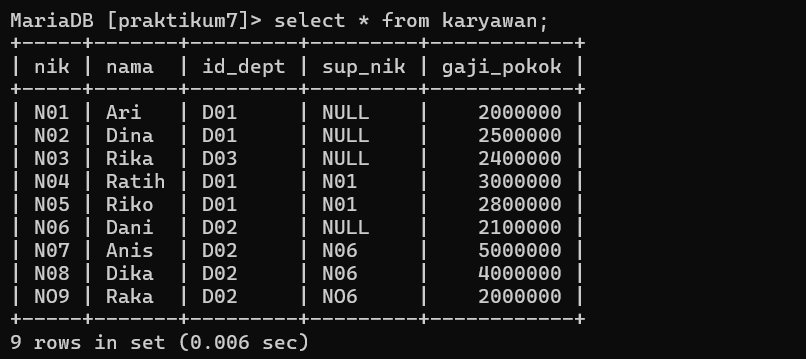 MariaDB [praktikum7]> select * from karyawan;
+-----+-------+---------+---------+------------+
| nik | nama  | id_dept | sup_nik | gaji_pokok |
+-----+-------+---------+---------+------------+
| N01 | Ari   | D01     | NULL    |    2000000 |
| N02 | Dina  | D01     | NULL    |    2500000 |
| N03 | Rika  | D03     | NULL    |    2400000 |
| N04 | Ratih | D01     | N01     |    3000000 |
| N05 | Riko  | D01     | N01     |    2800000 |
| N06 | Dani  | D02     | NULL    |    2100000 |
| N07 | Anis  | D02     | N06     |    5000000 |
| N08 | Dika  | D02     | N06     |    4000000 |
| NO9 | Raka  | D02     | NO6     |    2000000 |
+-----+-------+---------+---------+------------+
9 rows in set (0.006 sec)